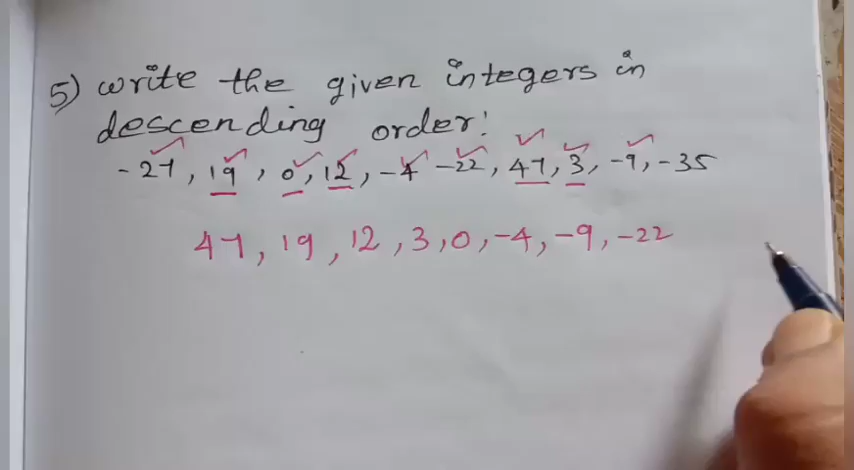 5) write the given integers in
descending order:
-27, 19, 0, 12, -4 -22, 47, 3, -9, -35
47, 19, 12, 3, 0, -4, -9, -22